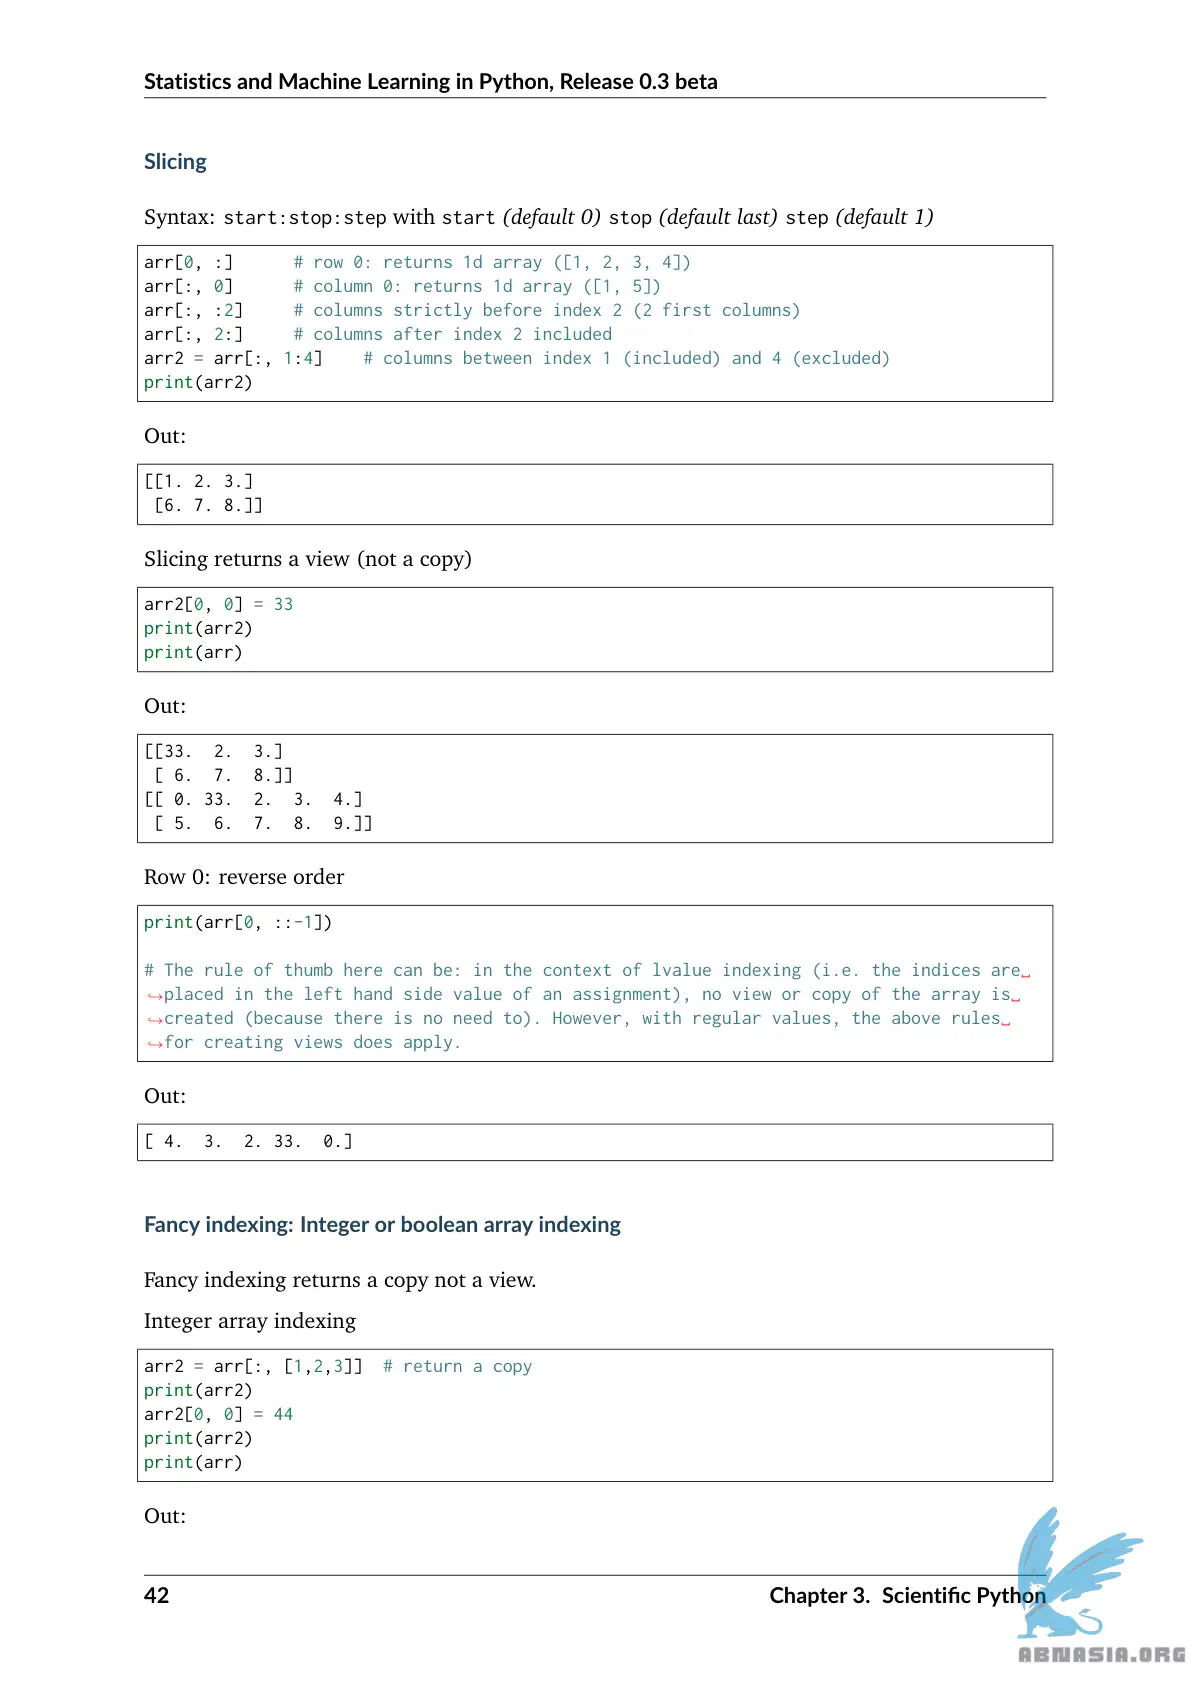 Statistics and Machine Learning in Python, Release 0.3 beta
Slicing
Syntax: start:stop:step with start (default 0) stop (default last) step (default 1)
arr[0, :]      # row 0: returns 1d array ([1, 2, 3, 4])
arr[:, 0]      # column 0: returns 1d array ([1, 5])
arr[:, :2]     # columns strictly before index 2 (2 first columns)
arr[:, 2:]     # columns after index 2 included
arr2 = arr[:, 1:4]    # columns between index 1 (included) and 4 (excluded)
print(arr2)
Out:
[[1. 2. 3.]
 [6. 7. 8.]]
Slicing returns a view (not a copy)
arr2[0, 0] = 33
print(arr2)
print(arr)
Out:
[[33.  2.  3.]
 [ 6.  7.  8.]]
[[ 0. 33.  2.  3.  4.]
 [ 5.  6.  7.  8.  9.]]
Row 0: reverse order
print(arr[0, ::-1])
# The rule of thumb here can be: in the context of lvalue indexing (i.e. the indices are␣
↪placed in the left hand side value of an assignment), no view or copy of the array is␣
↪created (because there is no need to). However, with regular values, the above rules␣
↪for creating views does apply.
Out:
[ 4.  3.  2. 33.  0.]
Fancy indexing: Integer or boolean array indexing
Fancy indexing returns a copy not a view.
Integer array indexing
arr2 = arr[:, [1,2,3]]  # return a copy
print(arr2)
arr2[0, 0] = 44
print(arr2)
print(arr)
Out:
42 Chapter 3. Scientific Python
ABNASIA.ORG